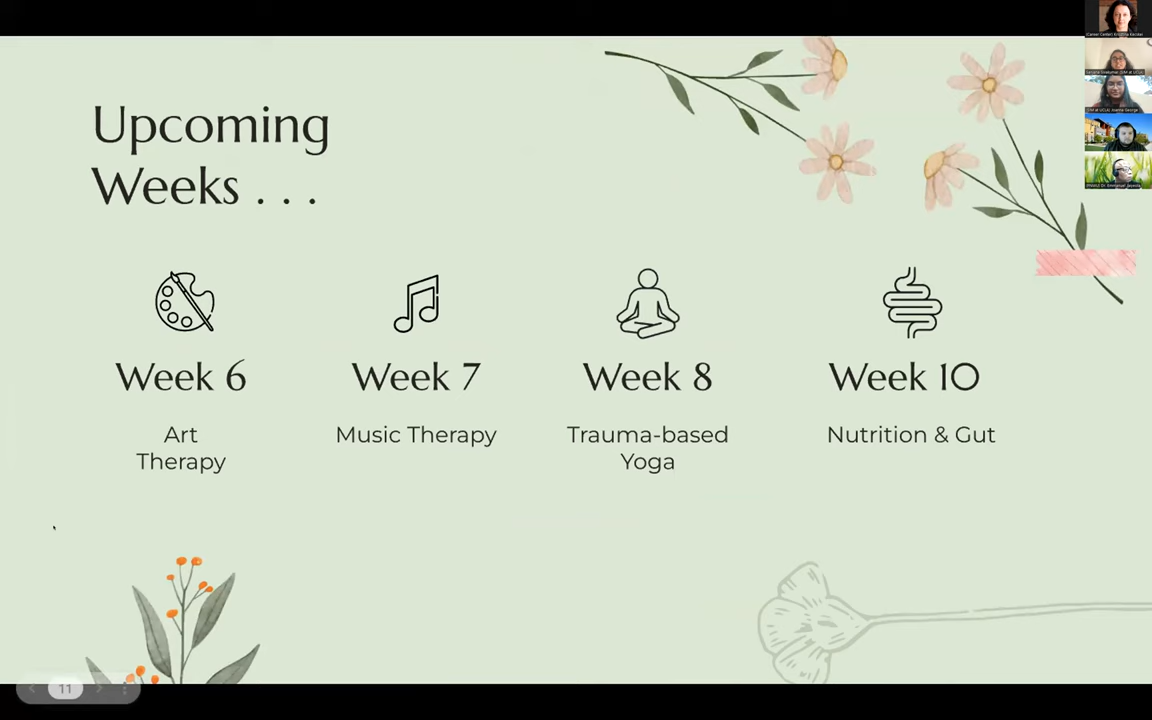 Upcoming
Weeks . . .
Week 6
Art
Therapy
Week 7
Music Therapy
Week 8
Trauma-based
Yoga
Week 10
Nutrition & Gut
11